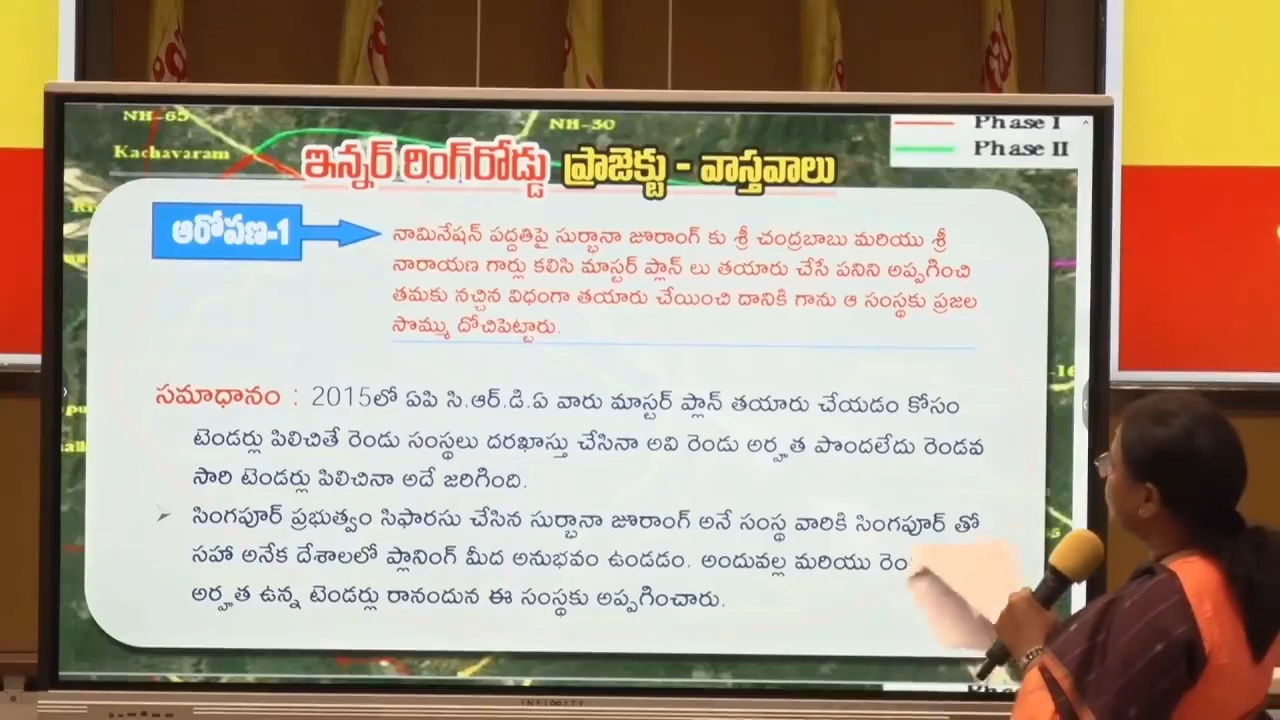 NH-65
NH-30
Phase I
Phase II
Kachavaram
ఇన్నర్ రింగ్‌రోడ్డు ప్రాజెక్టు - వాస్తవాలు
ఆరోపణ-1
నామినేషన్ పద్దతిపై సుర్భానా జూరాంగ్ కు శ్రీ చంద్రబాబు మరియు శ్రీ
నారాయణ గార్లు కలిసి మాస్టర్ ప్లాన్ లు తయారు చేసే పనిని అప్పగించి
తమకు నచ్చిన విధంగా తయారు చేయించి దానికి గాను ఆ సంస్థకు ప్రజల
సొమ్ము దోచిపెట్టారు.
సమాధానం : 2015లో ఏపి సి.ఆర్.డి.ఏ వారు మాస్టర్ ప్లాన్ తయారు చేయడం కోసం
టెండర్లు పిలిచితే రెండు సంస్థలు దరఖాస్తు చేసినా అవి రెండు అర్హత పొందలేదు రెండవ
సారి టెండర్లు పిలిచినా అదే జరిగింది.
➢ సింగపూర్ ప్రభుత్వం సిఫారసు చేసిన సుర్భానా జూరాంగ్ అనే సంస్థ వారికి సింగపూర్ తో
సహా అనేక దేశాలలో ప్లానింగ్ మీద అనుభవం ఉండడం. అందువల్ల మరియు
అర్హత ఉన్న టెండర్లు రానందున ఈ సంస్థకు అప్పగించారు.
INFINITY